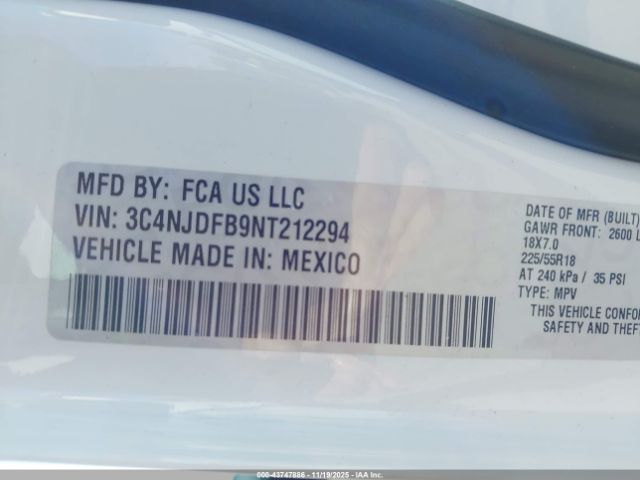 MFD BY: FCA US LLC
VIN: 3C4NJDFB9NT212294
VEHICLE MADE IN: MEXICO
DATE OF MFR (BUILT)
GAWR FRONT: 2600 L
18X7.0
225/55R18
AT 240 kPa / 35 PSI
TYPE: MPV
THIS VEHICLE CONFOR
SAFETY AND THEFT
000-43747886 - 11/19/2025 - IAA Inc.